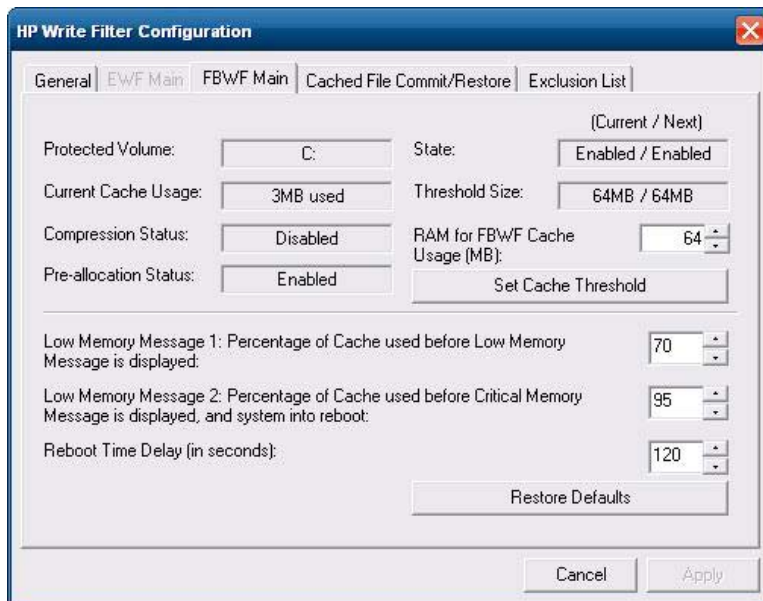 HP Write Filter Configuration
General EWF Main FBWF Main Cached File Commit/Restore Exclusion List
(Current / Next)
Protected Volume: C: State: Enabled / Enabled
Current Cache Usage: 3MB used Threshold Size: 64MB / 64MB
Compression Status: Disabled RAM for FBWF Cache 64
Usage (MB):
Pre-allocation Status: Enabled Set Cache Threshold
Low Memory Message 1: Percentage of Cache used before Low Memory 70
Message is displayed:
Low Memory Message 2: Percentage of Cache used before Critical Memory 95
Message is displayed, and system into reboot:
Reboot Time Delay (in seconds): 120
Restore Defaults
Cancel Apply